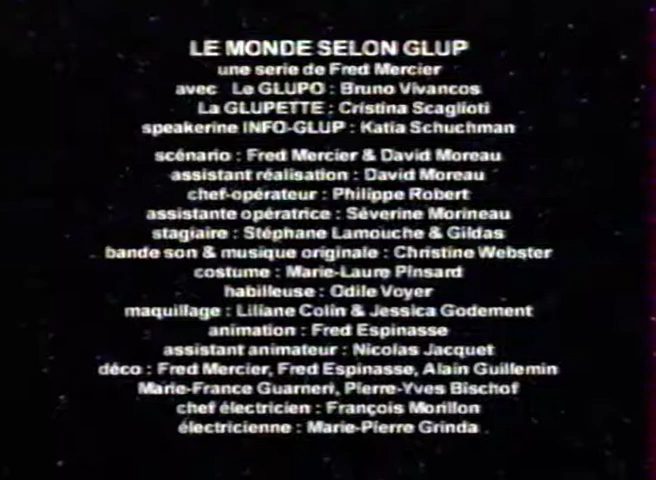 LE MONDE SELON GLUP
une serie de Fred Mercier
avec Le GLUPO : Bruno Vivancos
La GLUPETTE : Cristina Scaglioti
speakerine INFO-GLUP : Katia Schuchman
scénario : Fred Mercier & David Moreau
assistant réalisation : David Moreau
chef-opérateur : Philippe Robert
assistante opératrice : Séverine Morineau
stagiaire : Stéphane Lamouche & Gildas
bande son & musique originale : Christine Webster
costume : Marie-Laure Pinsard
habilleuse : Odile Voyer
maquillage : Liliane Colin & Jessica Godement
animation : Fred Espinasse
assistant animateur : Nicolas Jacquet
déco : Fred Mercier, Fred Espinasse, Alain Guillemin
Marie-France Guarneri, Pierre-Yves Bischof
chef électricien : François Morillon
électricienne : Marie-Pierre Grinda